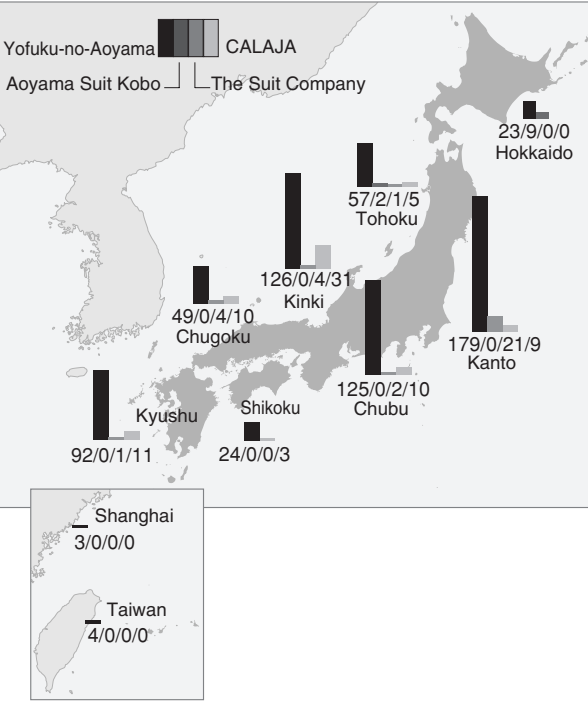 Yofuku-no-Aoyama
CALAJA
Aoyama Suit Kobo
The Suit Company
23/9/0/0
Hokkaido
57/2/1/5
Tohoku
126/0/4/31
Kinki
49/0/4/10
Chugoku
179/0/21/9
Kanto
125/0/2/10
Chubu
Kyushu
92/0/1/11
Shikoku
24/0/0/3
Shanghai
3/0/0/0
Taiwan
4/0/0/0